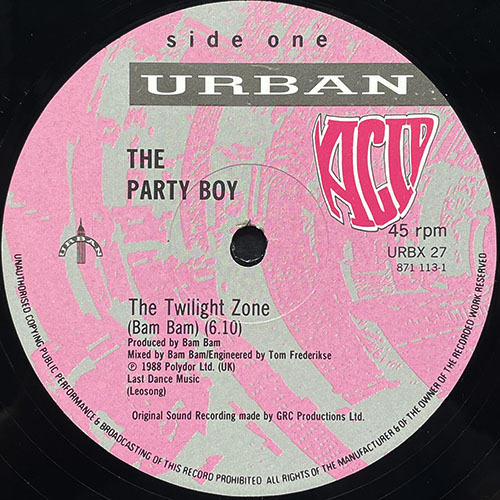 side one
URBAN
ACID
THE
PARTY BOY
45 rpm
URBX 27
871 113-1
URBAN
The Twilight Zone
(Bam Bam) (6.10)
Produced by Bam Bam
Mixed by Bam Bam/Engineered by Tom Frederikse
℗ 1988 Polydor Ltd. (UK)
Last Dance Music
(Leosong)
Original Sound Recording made by GRC Productions Ltd.
UNAUTHORISED COPYING PUBLIC PERFORMANCE & BROADCASTING OF THIS RECORD PROHIBITED ALL RIGHTS OF THE MANUFACTURER & OF THE OWNER OF THE RECORDED WORK RESERVED